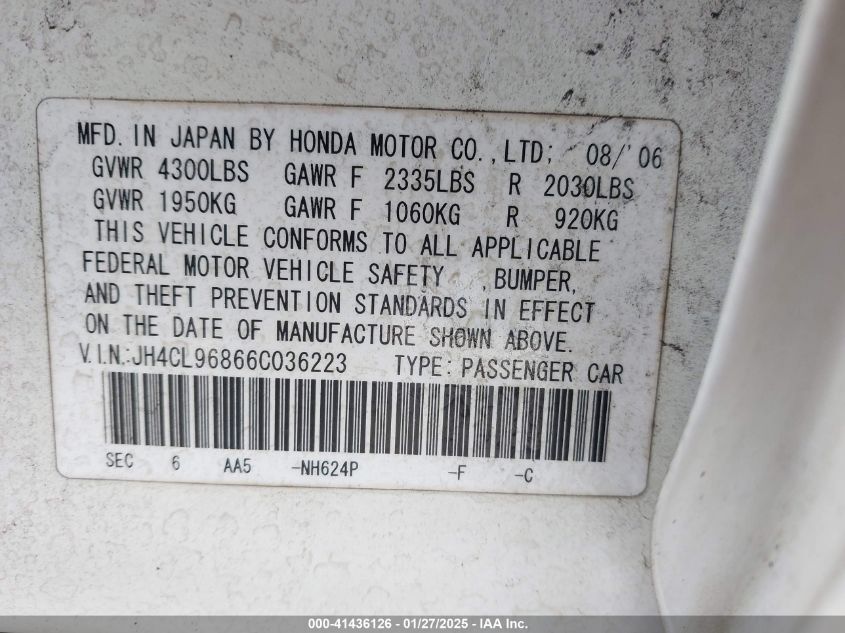 MFD. IN JAPAN BY HONDA MOTOR CO., LTD; 08/'06
GVWR 4300LBS GAWR F 2335LBS R 2030LBS
GVWR 1950KG GAWR F 1060KG R 920KG
THIS VEHICLE CONFORMS TO ALL APPLICABLE
FEDERAL MOTOR VEHICLE SAFETY , BUMPER,
AND THEFT PREVENTION STANDARDS IN EFFECT
ON THE DATE OF MANUFACTURE SHOWN ABOVE.
V.I.N.:JH4CL96866C036223 TYPE: PASSENGER CAR
SEC 6 AA5 -NH624P -F -C
000-41436126 - 01/27/2025 - IAA Inc.